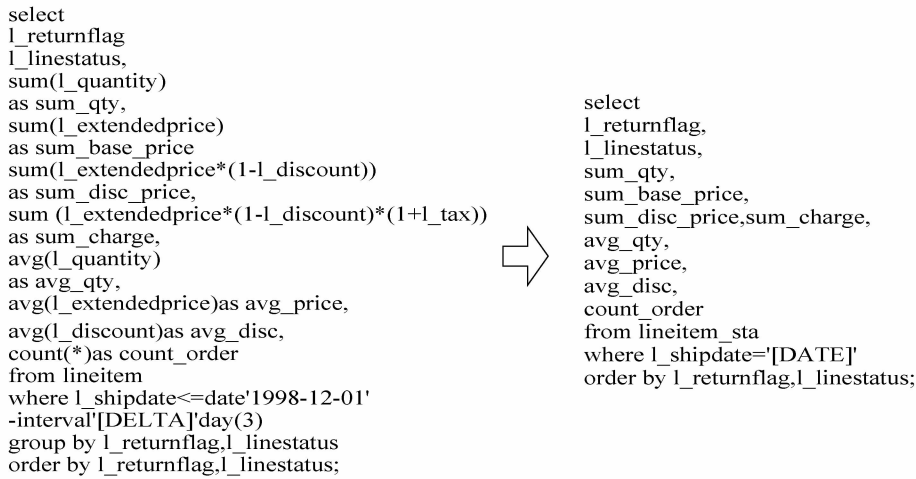 select
l_returnflag
l_linestatus,
sum(l_quantity)
as sum_qty,
sum(l_extendedprice)
as sum_base_price
sum(l_extendedprice*(1-l_discount))
as sum_disc_price,
sum (l_extendedprice*(1-l_discount)*(1+l_tax))
as sum_charge,
avg(l_quantity)
as avg_qty,
avg(l_extendedprice)as avg_price,
avg(l_discount)as avg_disc,
count(*)as count_order
from lineitem
where l_shipdate<=date'1998-12-01'
-interval'[DELTA]'day(3)
group by l_returnflag,l_linestatus
order by l_returnflag,l_linestatus;
select
l_returnflag,
l_linestatus,
sum_qty,
sum_base_price,
sum_disc_price,sum_charge,
avg_qty,
avg_price,
avg_disc,
count_order
from lineitem_sta
where l_shipdate='[DATE]'
order by l_returnflag,l_linestatus;